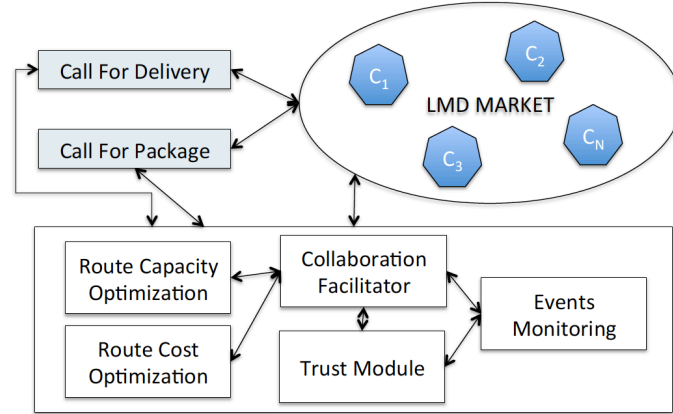 Call For Delivery
Call For Package
C1
C2
LMD MARKET
C3
CN
Route Capacity
Optimization
Collaboration
Facilitator
Events
Monitoring
Route Cost
Optimization
Trust Module